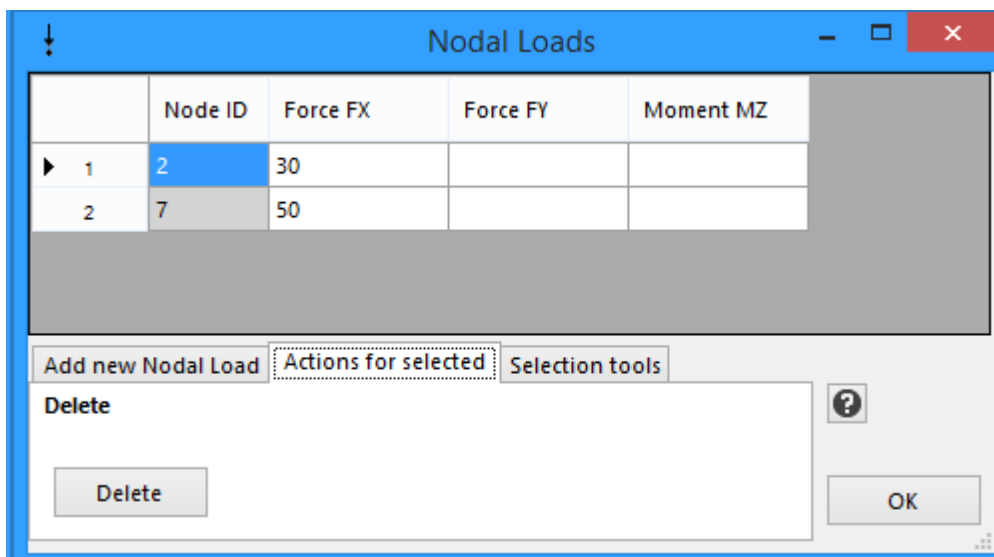 Nodal Loads
Node ID Force FX Force FY Moment MZ
1 2 30
2 7 50
Add new Nodal Load Actions for selected Selection tools
Delete
?
Delete
OK